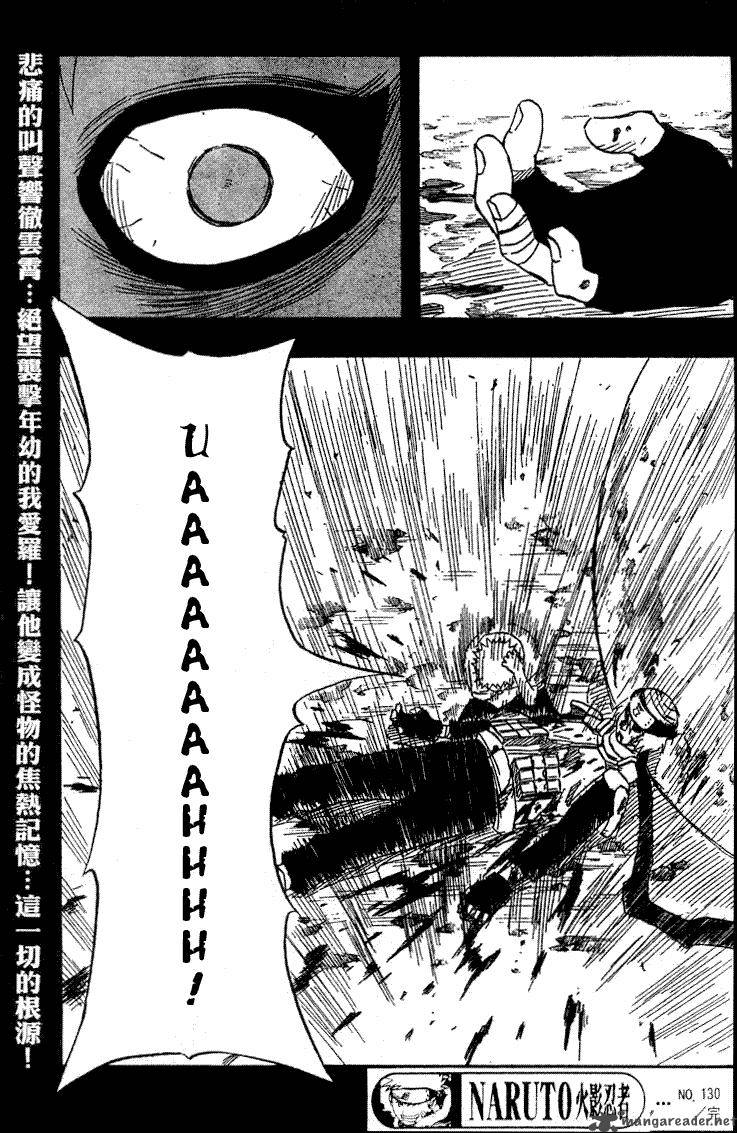 悲痛的叫聲響徹雲霄…絕望襲擊年幼的我愛羅！讓他變成怪物的焦熱記憶…這一切的根源！
UAAAAAAAAHHHH!
NARUTO火影忍者 … NO. 130
／完
mangareader.net